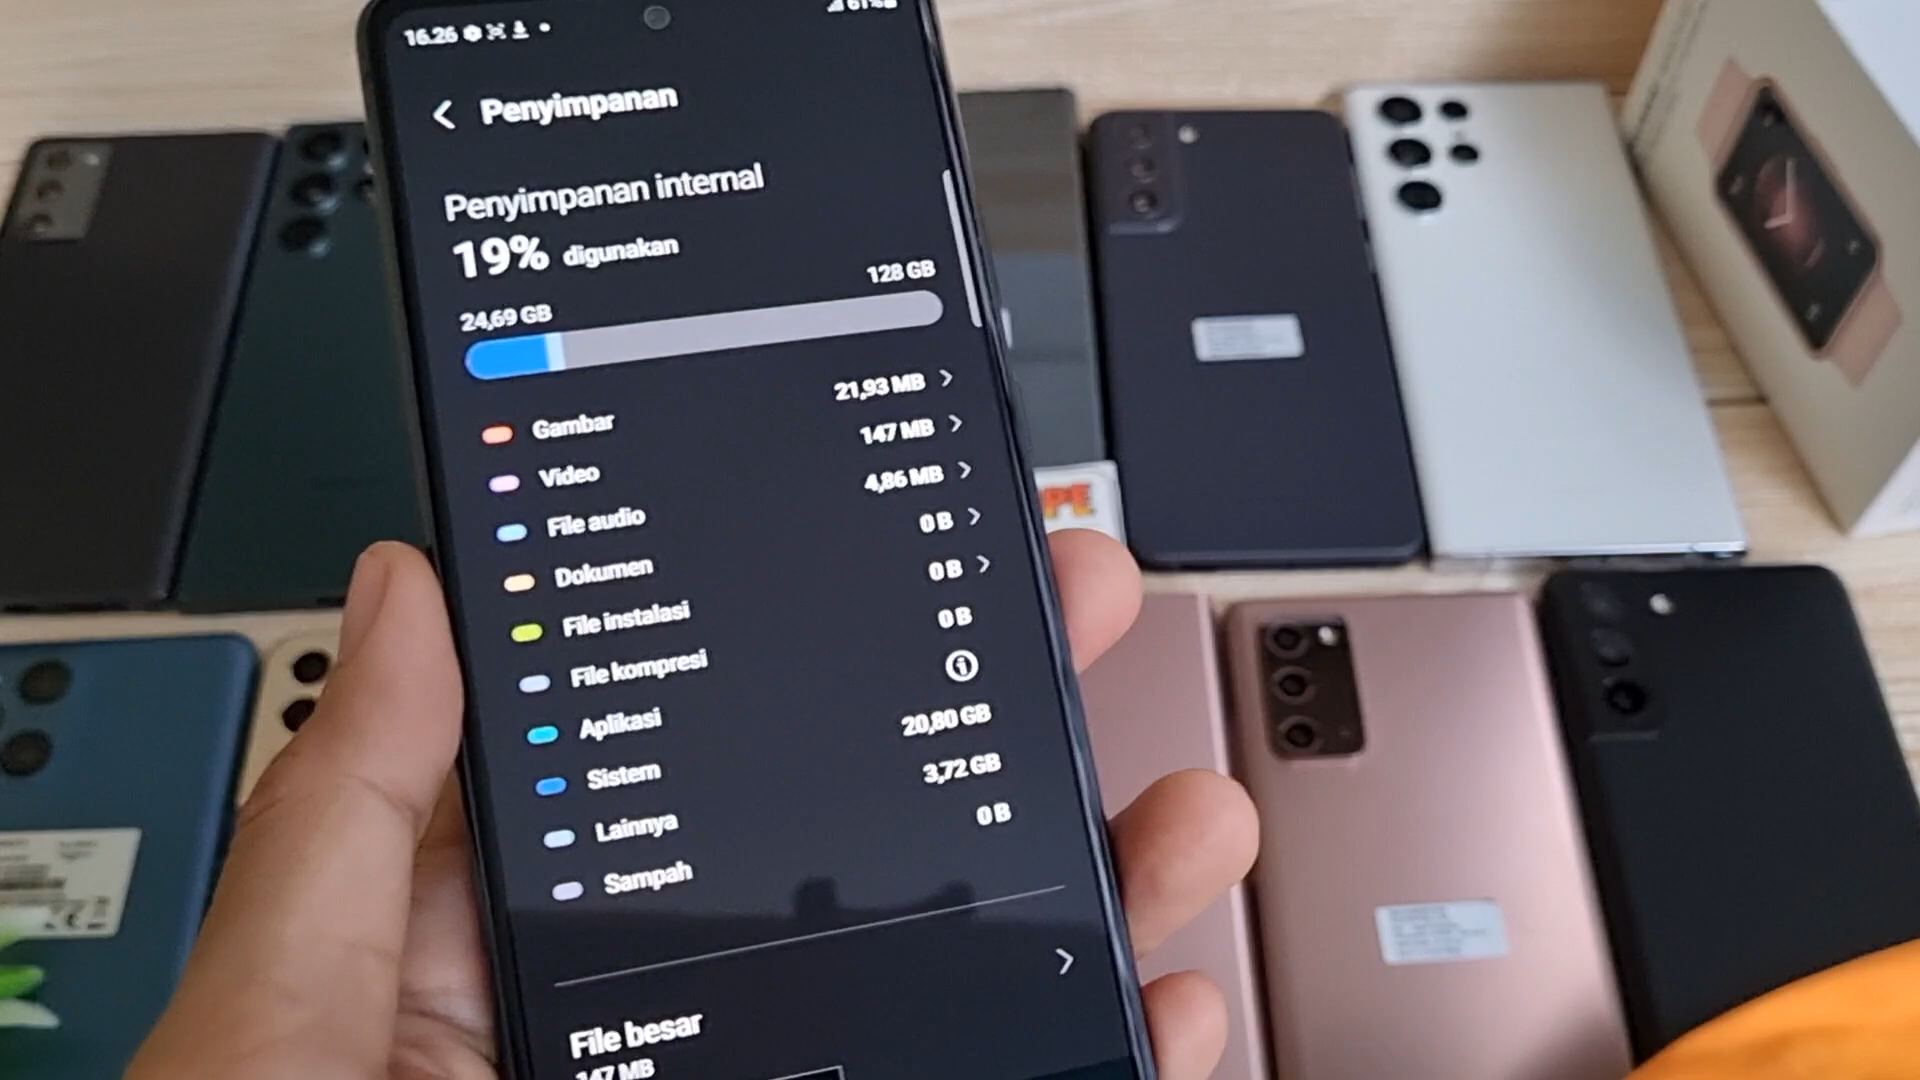 16.26 61%
Penyimpanan
Penyimpanan internal
19% digunakan
24,69 GB 128 GB
Gambar 21,93 MB
Video 147 MB
File audio 4,86 MB
Dokumen 0 B
File instalasi 0 B
File kompresi 0 B
Aplikasi
Sistem 20,80 GB
Lainnya 3,72 GB
Sampah 0 B
File besar
147 MB
PE